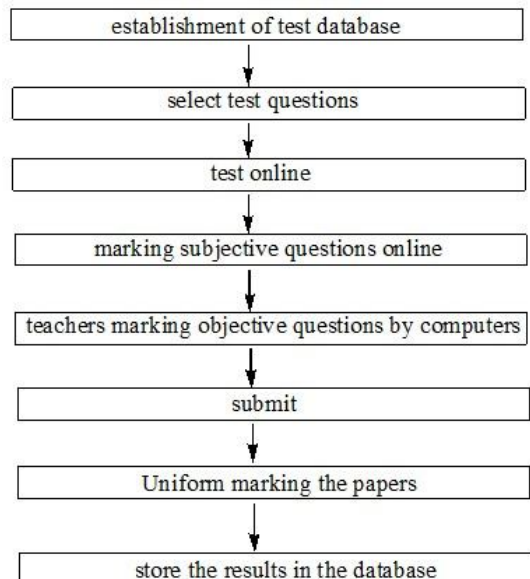 establishment of test database
select test questions
test online
marking subjective questions online
teachers marking objective questions by computers
submit
Uniform marking the papers
store the results in the database